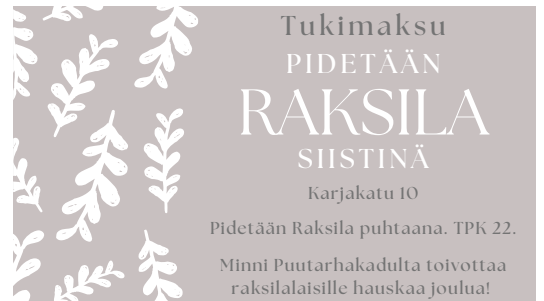 Tukimaksu
PIDETÄÄN
RAKSILA
SIISTINÄ
Karjakatu 10
Pidetään Raksila puhtaana. TPK 22.
Minni Puutarhakadulta toivottaa
raksilalaisille hauskaa joulua!